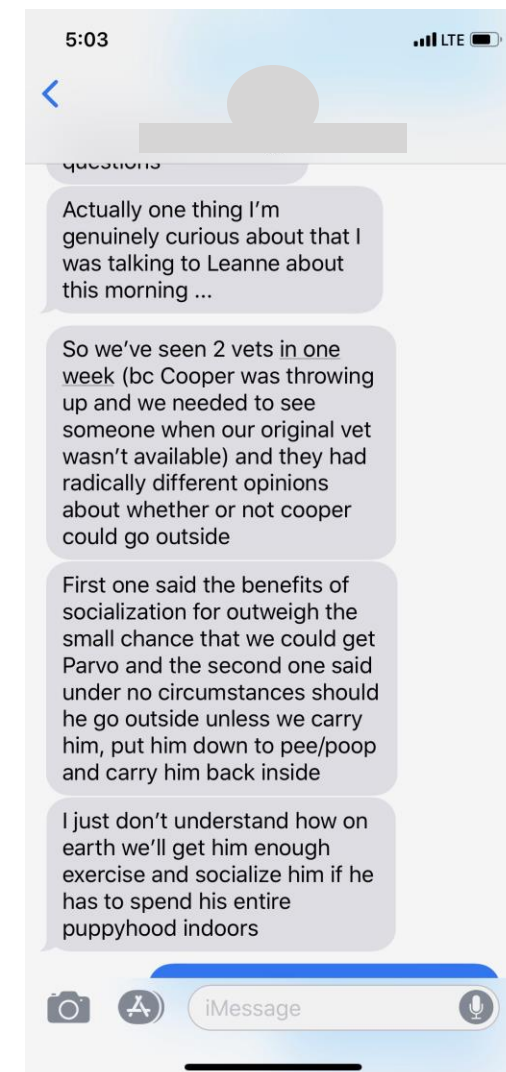 5:03
LTE
questions
Actually one thing I'm
genuinely curious about that I
was talking to Leanne about
this morning ...
So we've seen 2 vets in one
week (bc Cooper was throwing
up and we needed to see
someone when our original vet
wasn't available) and they had
radically different opinions
about whether or not cooper
could go outside
First one said the benefits of
socialization for outweigh the
small chance that we could get
Parvo and the second one said
under no circumstances should
he go outside unless we carry
him, put him down to pee/poop
and carry him back inside
I just don't understand how on
earth we'll get him enough
exercise and socialize him if he
has to spend his entire
puppyhood indoors
iMessage